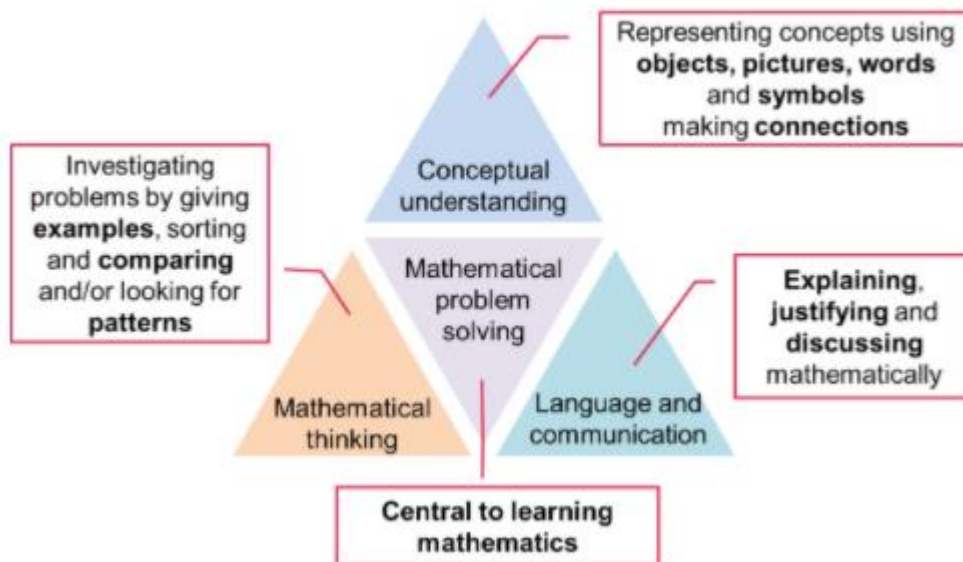 Representing concepts using
objects, pictures, words
and symbols
making connections
Conceptual
understanding
Investigating
problems by giving
examples, sorting
and comparing
and/or looking for
patterns
Mathematical
problem
solving
Explaining,
justifying and
discussing
mathematically
Mathematical
thinking
Language and
communication
Central to learning
mathematics